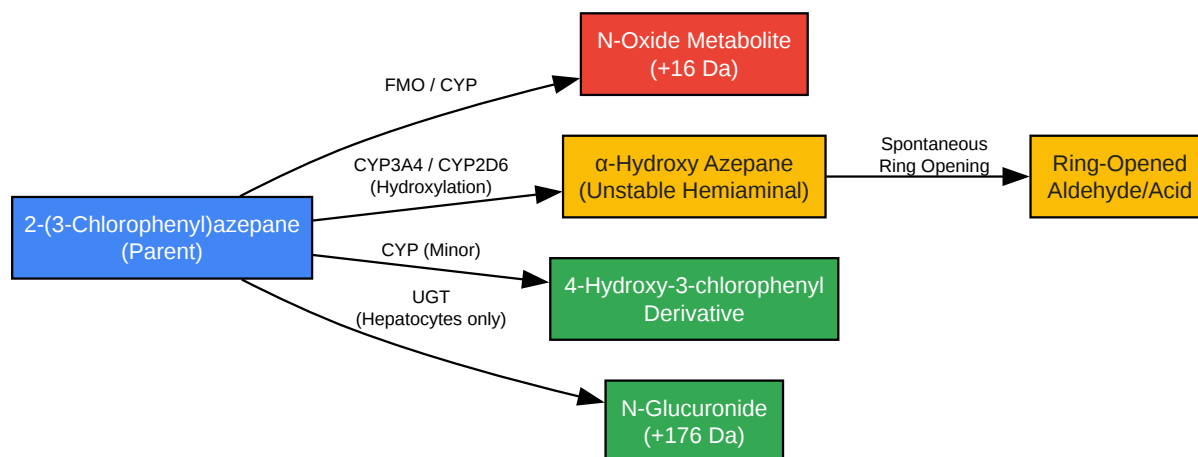 N-Oxide Metabolite
(+16 Da)
FMO / CYP
CYP3A4 / CYP2D6
(Hydroxylation)
α-Hydroxy Azepane
(Unstable Hemiaminal)
Spontaneous
Ring Opening
Ring-Opened
Aldehyde/Acid
2-(3-Chlorophenyl)azepane
(Parent)
CYP (Minor)
4-Hydroxy-3-chlorophenyl
Derivative
UGT
(Hepatocytes only)
N-Glucuronide
(+176 Da)